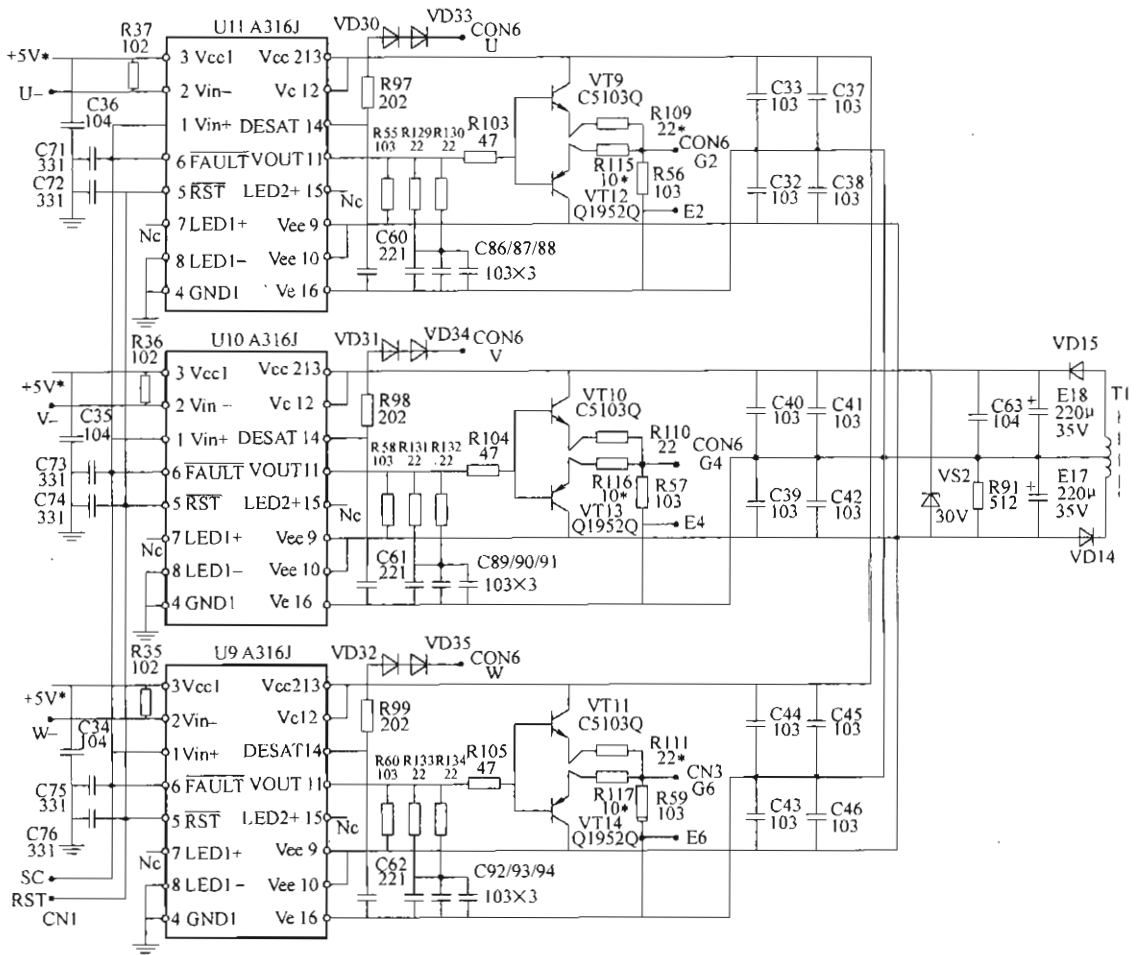 U11 A316J
+5V*
R37
102
U-
C36
104
C71
331
C72
331
Nc
3 Vcc1
2 Vin-
1 Vin+
6 FAULT
5 RST
7 LED1+
8 LED1-
4 GND1
Vcc 213
Vc 12
DESAT 14
VOUT 11
LED2+ 15
Vee 9
Vee 10
Ve 16
Nc
VD30
VD33
CON6
U
R97
202
R55
103
R129
22
R130
22
R103
47
C60
221
C86/87/88
103×3
VT9
C5103Q
R109
22*
CON6
G2
R115
10*
R56
103
VT12
Q1952Q
E2
C33
103
C37
103
C32
103
C38
103
U10 A316J
R36
102
+5V*
V-
C35
104
C73
331
C74
331
Nc
3 Vcc1
2 Vin -
1 Vin+
6 FAULT
5 RST
7 LED1+
8 LED1-
4 GND1
Vcc 213
Vc 12
DESAT 14
VOUT11
LED2+15
Vee 9
Vee 10
Ve 16
Nc
VD31
VD34
CON6
V
R98
202
R58
103
R131
22
R132
22
R104
47
C61
221
C89/90/91
103×3
VT10
C5103Q
R110
22
CON6
G4
R116
10*
R57
103
VT13
Q1952Q
E4
C40
103
C41
103
C39
103
C42
103
VS2
30V
R91
512
C63
104
+
E18
220μ
35V
+
E17
220μ
35V
VD15
VD14
T1
U9 A316J
R35
102
+5V*
W-
C34
104
C75
331
C76
331
Nc
SC
RST
CN1
3Vcc1
2Vin-
1Vin+
6 FAULT
5 RST
7 LED1+
8 LED1-
4 GND1
Vcc213
Vc12
DESAT14
VOUT 11
LED2+ 15
Vee 9
Vee 10
Ve 16
Nc
VD32
VD35
CON6
W
R99
202
R60
103
R133
22
R134
22
R105
47
C62
221
C92/93/94
103×3
VT11
C5103Q
R111
22*
CN3
G6
R117
10*
R59
103
VT14
Q1952Q
E6
C44
103
C45
103
C43
103
C46
103